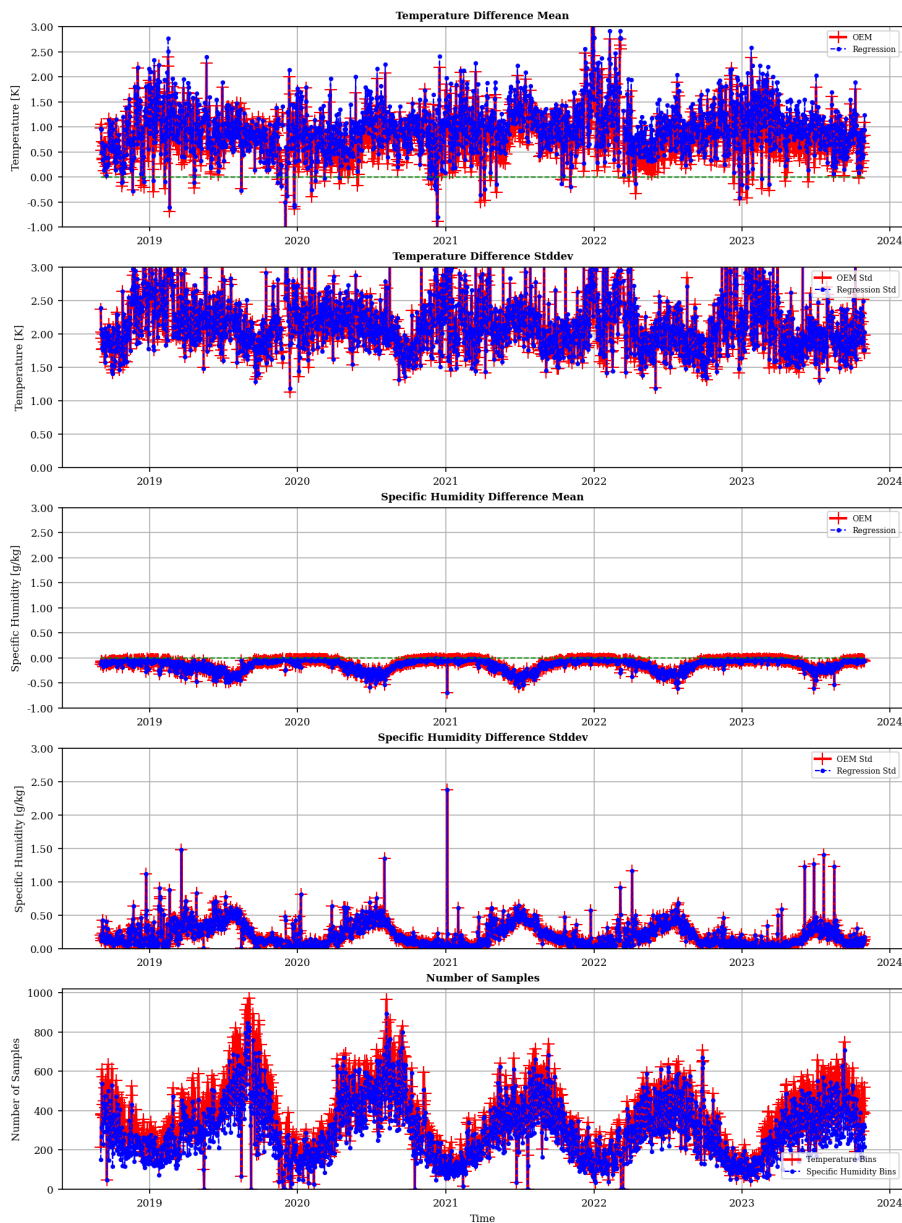 Temperature Difference Mean
3.00
2.50
2.00
1.50
1.00
0.50
0.00
-0.50
-1.00
Temperature [K]
OEM
Regression
2019 2020 2021 2022 2023 2024
Temperature Difference Stddev
3.00
2.50
2.00
1.50
1.00
0.50
0.00
Temperature [K]
OEM Std
Regression Std
2019 2020 2021 2022 2023 2024
Specific Humidity Difference Mean
3.00
2.50
2.00
1.50
1.00
0.50
0.00
-0.50
-1.00
Specific Humidity [g/kg]
OEM
Regression
2019 2020 2021 2022 2023 2024
Specific Humidity Difference Stddev
3.00
2.50
2.00
1.50
1.00
0.50
0.00
Specific Humidity [g/kg]
OEM Std
Regression Std
2019 2020 2021 2022 2023 2024
Number of Samples
1000
800
600
400
200
0
Number of Samples
Temperature Bins
Specific Humidity Bins
2019 2020 2021 2022 2023 2024
Time